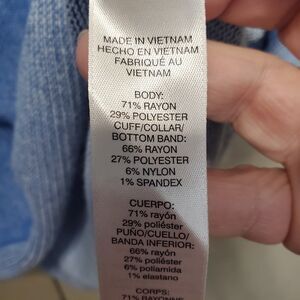 MADE IN VIETNAM
HECHO EN VIETNAM
FABRIQUÉ AU
VIETNAM
BODY:
71% RAYON
29% POLYESTER
CUFF/COLLAR/
BOTTOM BAND:
66% RAYON
27% POLYESTER
6% NYLON
1% SPANDEX
CUERPO:
71% rayón
29% poliéster
PUÑO/CUELLO/
BANDA INFERIOR:
66% rayón
27% poliéster
6% poliamida
1% elastano
CORPS:
71% RAYONNE